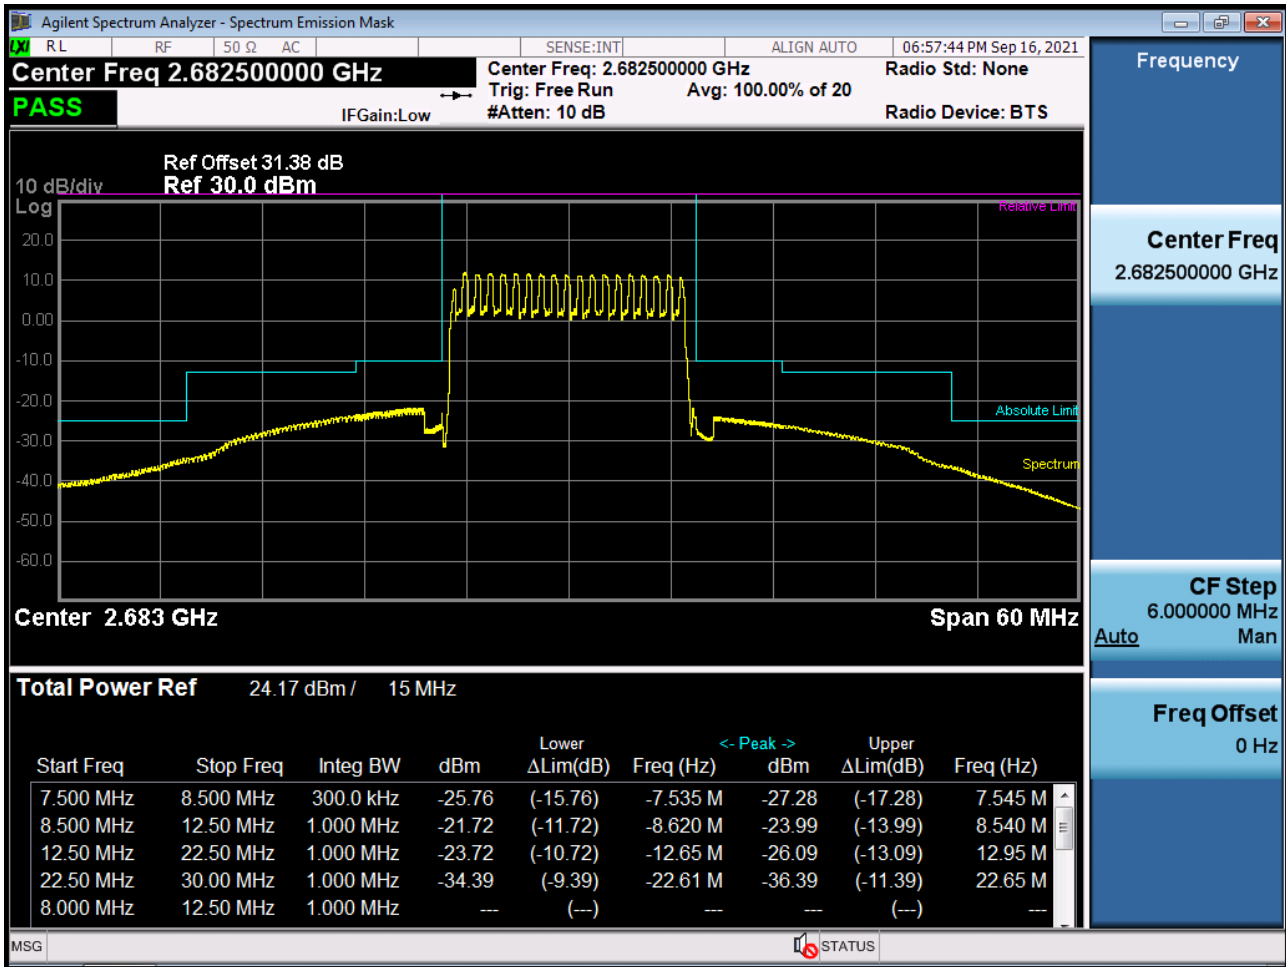 Agilent Spectrum Analyzer - Spectrum Emission Mask
LXI RL RF 50 Ω AC SENSE:INT ALIGN AUTO 06:57:44 PM Sep 16, 2021
Center Freq 2.682500000 GHz
Center Freq: 2.682500000 GHz
Radio Std: None
Trig: Free Run
Avg: 100.00% of 20
PASS
IFGain:Low
#Atten: 10 dB
Radio Device: BTS
Ref Offset 31.38 dB
10 dB/div Ref 30.0 dBm
Log
Relative Limit
20.0
10.0
0.00
-10.0
-20.0
Absolute Limit
-30.0
Spectrum
-40.0
-50.0
-60.0
Center 2.683 GHz
Span 60 MHz
Total Power Ref 24.17 dBm / 15 MHz
Lower <- Peak -> Upper
Start Freq Stop Freq Integ BW dBm ΔLim(dB) Freq (Hz) dBm ΔLim(dB) Freq (Hz)
7.500 MHz 8.500 MHz 300.0 kHz -25.76 (-15.76) -7.535 M -27.28 (-17.28) 7.545 M
8.500 MHz 12.50 MHz 1.000 MHz -21.72 (-11.72) -8.620 M -23.99 (-13.99) 8.540 M
12.50 MHz 22.50 MHz 1.000 MHz -23.72 (-10.72) -12.65 M -26.09 (-13.09) 12.95 M
22.50 MHz 30.00 MHz 1.000 MHz -34.39 (-9.39) -22.61 M -36.39 (-11.39) 22.65 M
8.000 MHz 12.50 MHz 1.000 MHz --- (---) --- --- (---) ---
MSG
STATUS
Frequency
Center Freq
2.682500000 GHz
CF Step
6.000000 MHz
Auto Man
Freq Offset
0 Hz